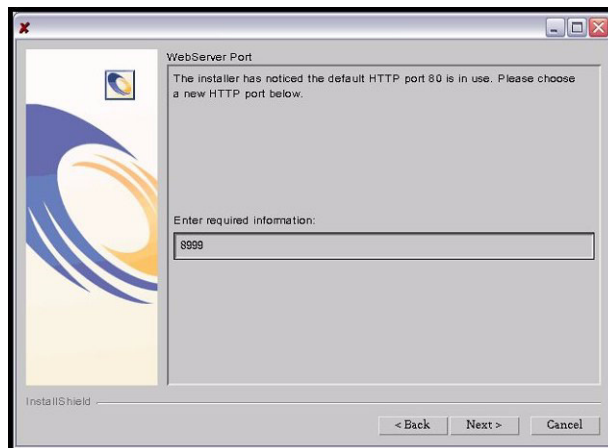 WebServer Port
The installer has noticed the default HTTP port 80 is in use. Please choose
a new HTTP port below.
Enter required information:
8999
InstallShield
< Back Next > Cancel